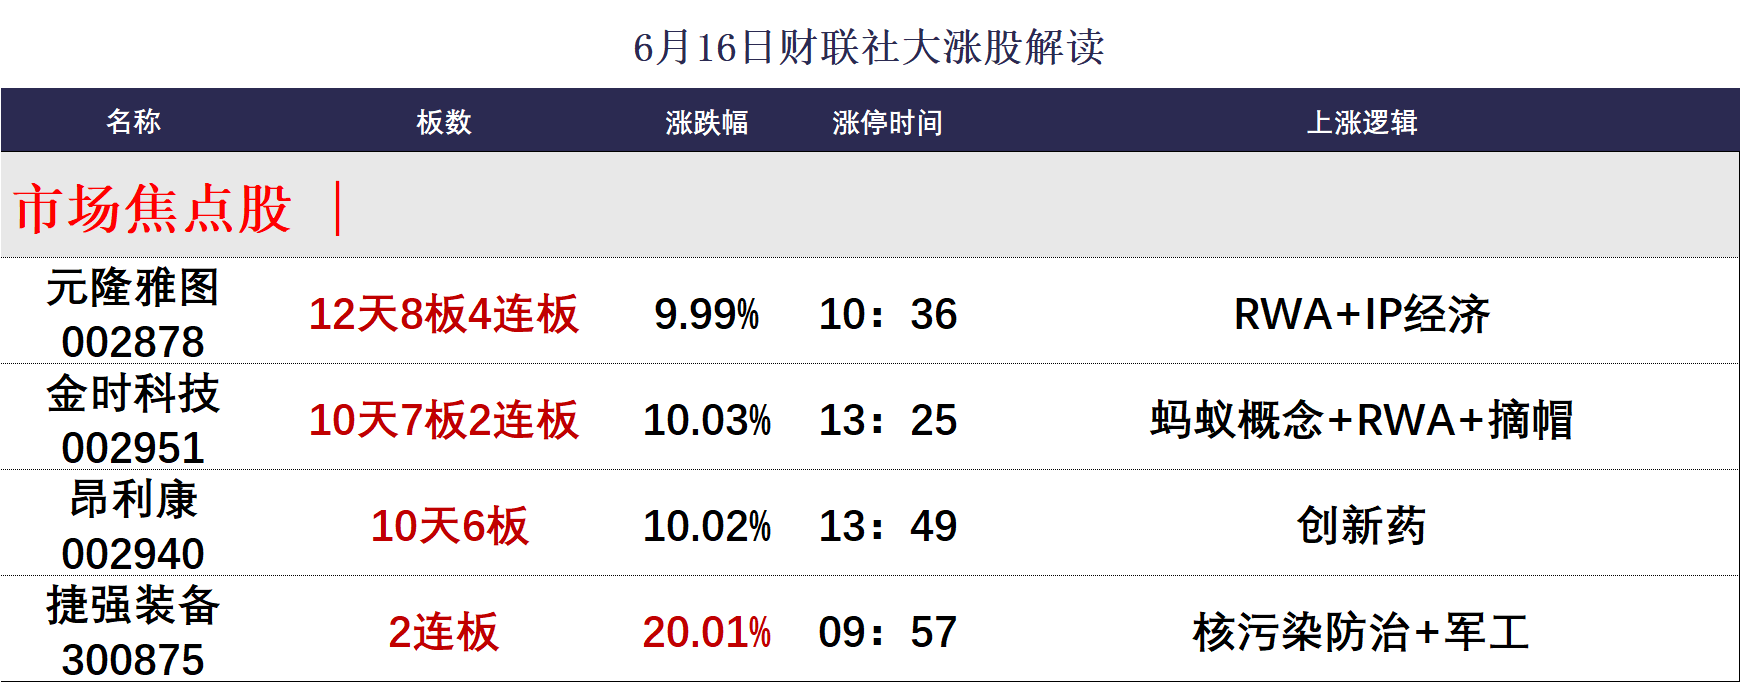 6月16日财联社大涨股解读
名称 板数 涨跌幅 涨停时间 上涨逻辑
市场焦点股 |
元隆雅图
002878 12天8板4连板 9.99% 10：36 RWA+IP经济
金时科技
002951 10天7板2连板 10.03% 13：25 蚂蚁概念+RWA+摘帽
昂利康
002940 10天6板 10.02% 13：49 创新药
捷强装备
300875 2连板 20.01% 09：57 核污染防治+军工